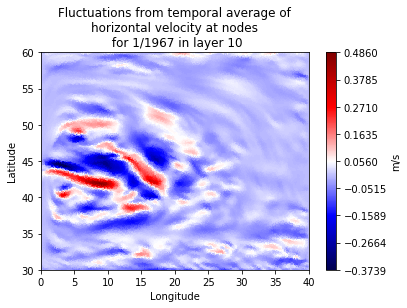 Fluctuations from temporal average of
horizontal velocity at nodes
for 1/1967 in layer 10
60
55
50
45
40
35
30
Latitude
0 5 10 15 20 25 30 35 40
Longitude
0.4860
0.3785
0.2710
0.1635
0.0560
−0.0515
−0.1589
−0.2664
−0.3739
m/s